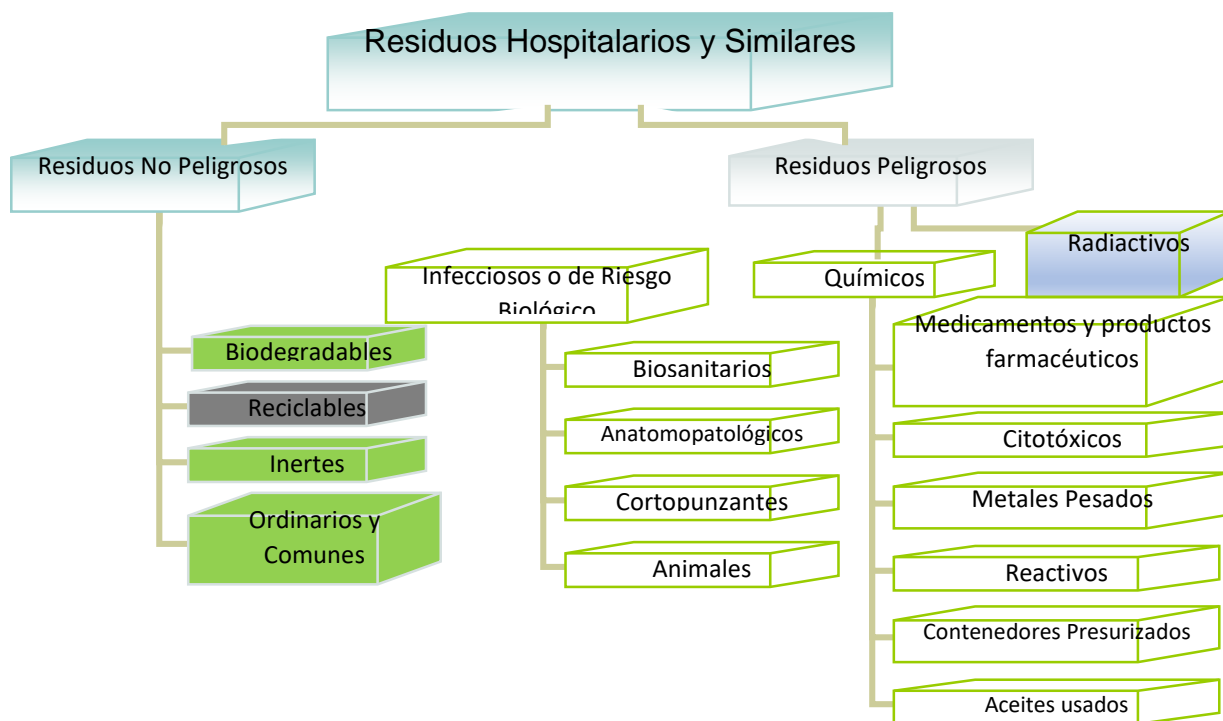 Residuos Hospitalarios y Similares
Residuos No Peligrosos
Residuos Peligrosos
Biodegradables
Reciclables
Inertes
Ordinarios y
Comunes
Infecciosos o de Riesgo
Biológico
Biosanitarios
Anatomopatológicos
Cortopunzantes
Animales
Químicos
Medicamentos y productos
farmacéuticos
Citotóxicos
Metales Pesados
Reactivos
Contenedores Presurizados
Aceites usados
Radiactivos